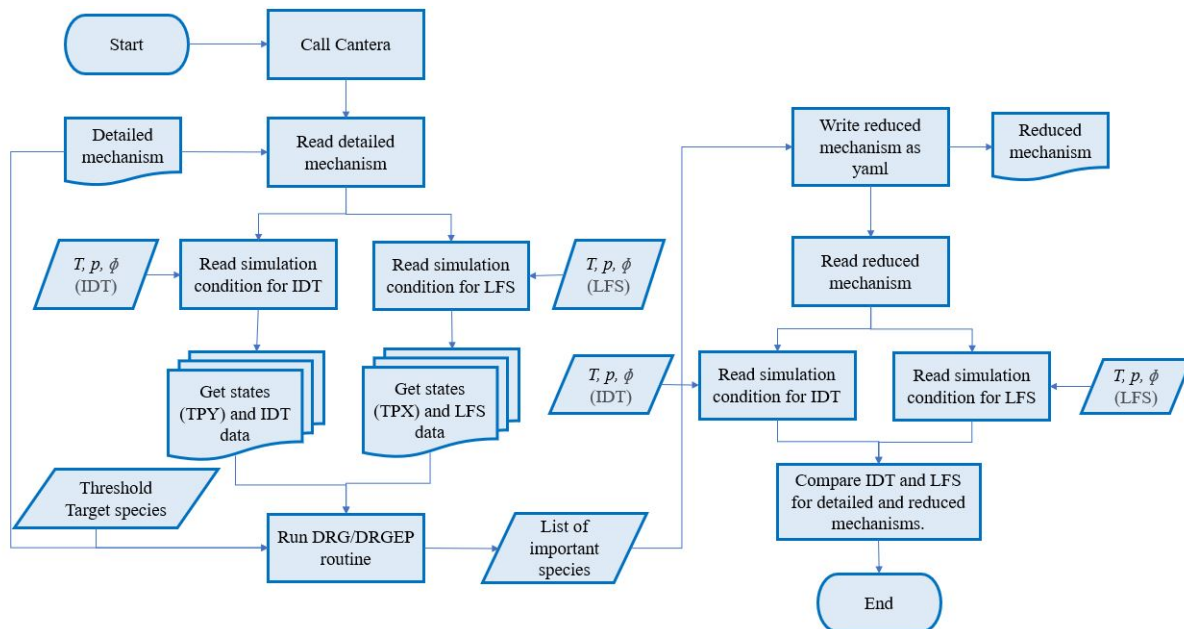 Start
Call Cantera
Detailed
mechanism
Read detailed
mechanism
T, p, ϕ
(IDT)
Read simulation
condition for IDT
Read simulation
condition for LFS
T, p, ϕ
(LFS)
Get states
(TPY) and IDT
data
Get states
(TPX) and LFS
data
Threshold
Target species
Run DRG/DRGEP
routine
List of
important
species
Write reduced
mechanism as
yaml
Reduced
mechanism
Read reduced
mechanism
T, p, ϕ
(IDT)
Read simulation
condition for IDT
Read simulation
condition for LFS
T, p, ϕ
(LFS)
Compare IDT and LFS
for detailed and reduced
mechanisms.
End